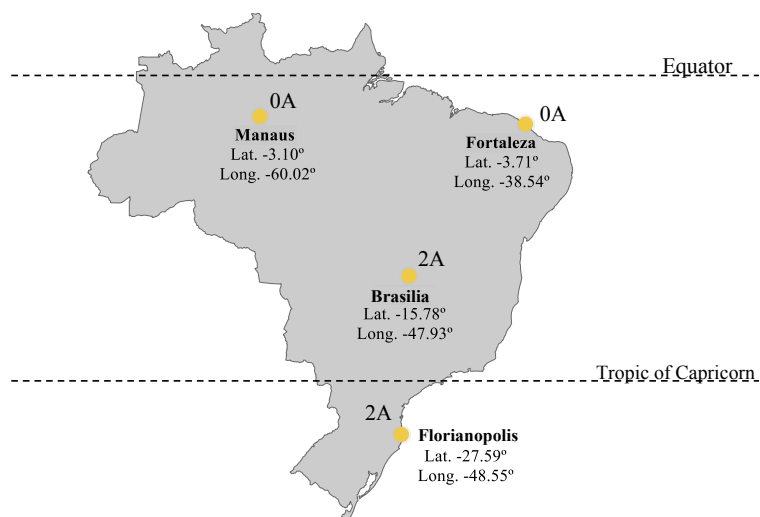 Equator
0A
Manaus
Lat. -3.10º
Long. -60.02º
0A
Fortaleza
Lat. -3.71º
Long. -38.54º
2A
Brasilia
Lat. -15.78º
Long. -47.93º
Tropic of Capricorn
2A
Florianopolis
Lat. -27.59º
Long. -48.55º